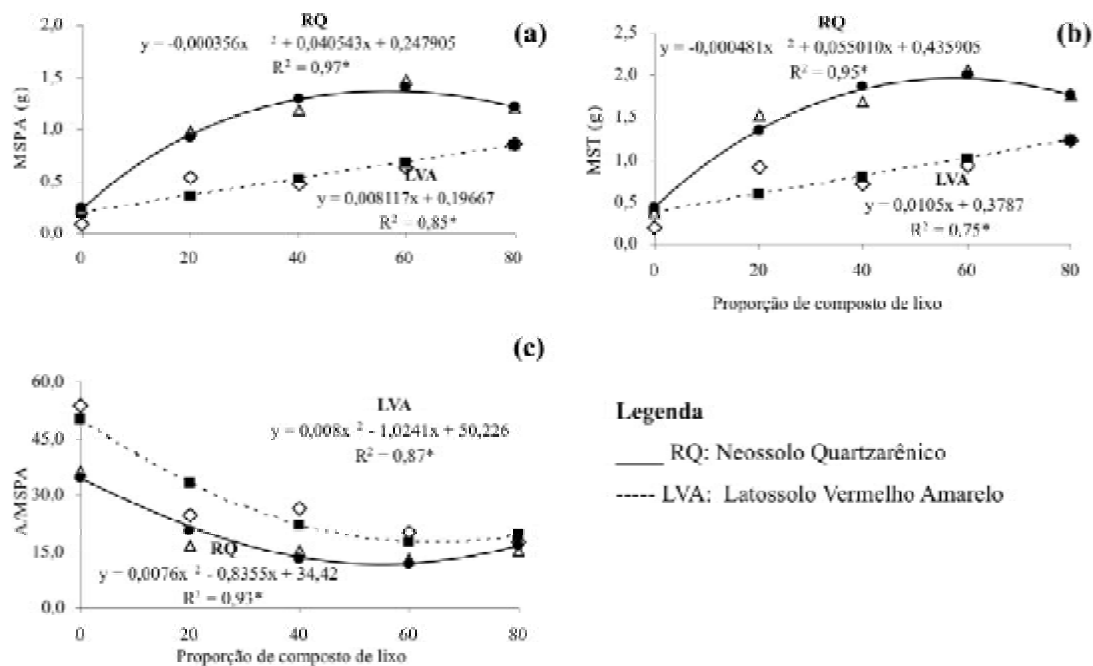 RQ
y = -0,000356x ² + 0,040543x + 0,247905
R² = 0,97*
(a)
2,0
1,5
1,0
0,5
0,0
MSPA (g)
LVA
y = 0,008117x + 0,19667
R² = 0,85*
0 20 40 60 80
RQ
y = -0,000481x ² + 0,055010x + 0,435905
R² = 0,95*
(b)
2,5
2,0
1,5
1,0
0,5
0,0
MST (g)
LVA
y = 0,0105x + 0,3787
R² = 0,75*
0 20 40 60 80
Proporção de composto de lixo
(c)
60,0
45,0
30,0
15,0
0,0
A/MSPA
LVA
y = 0,008x ² - 1,0241x + 50,226
R² = 0,87*
RQ
y = 0,0076x ² - 0,8355x + 34,42
R² = 0,93*
0 20 40 60 80
Proporção de composto de lixo
Legenda
RQ: Neossolo Quartzarênico
LVA: Latossolo Vermelho Amarelo